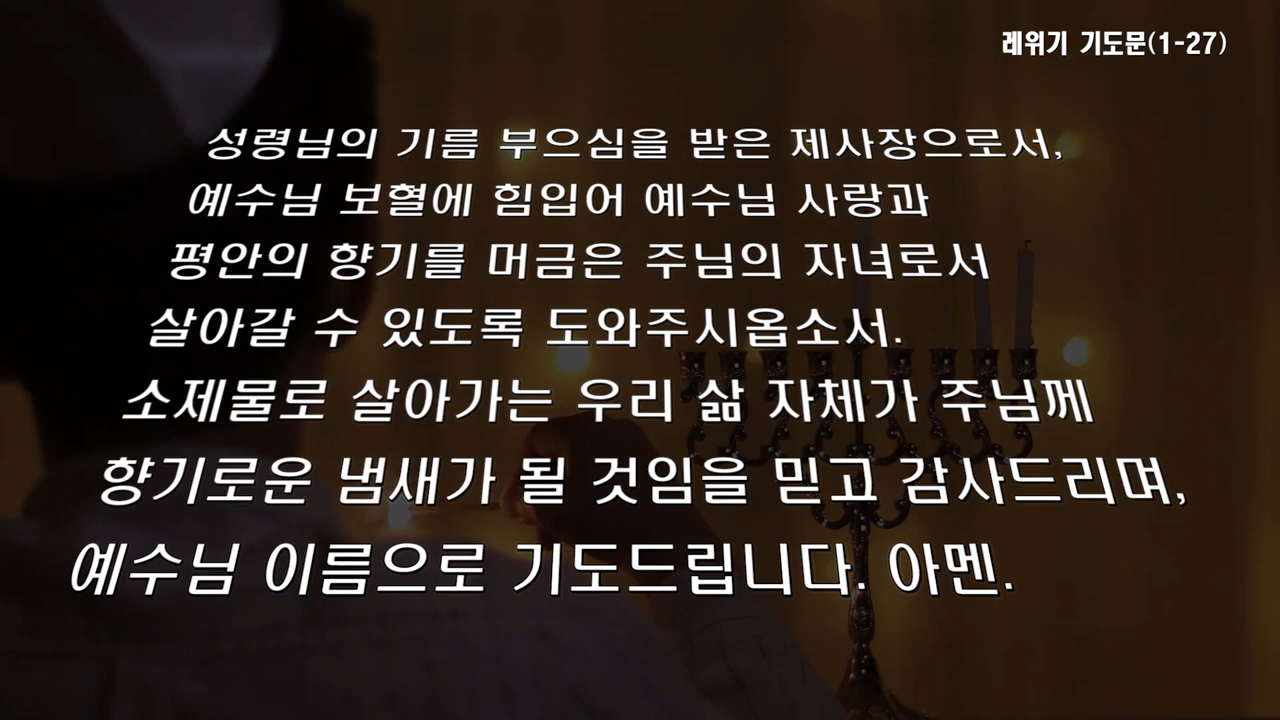 레위기 기도문(1-27)
성령님의 기름 부으심을 받은 제사장으로서,
예수님 보혈에 힘입어 예수님 사랑과
평안의 향기를 머금은 주님의 자녀로서
살아갈 수 있도록 도와주시옵소서.
소제물로 살아가는 우리 삶 자체가 주님께
향기로운 냄새가 될 것임을 믿고 감사드리며,
예수님 이름으로 기도드립니다. 아멘.